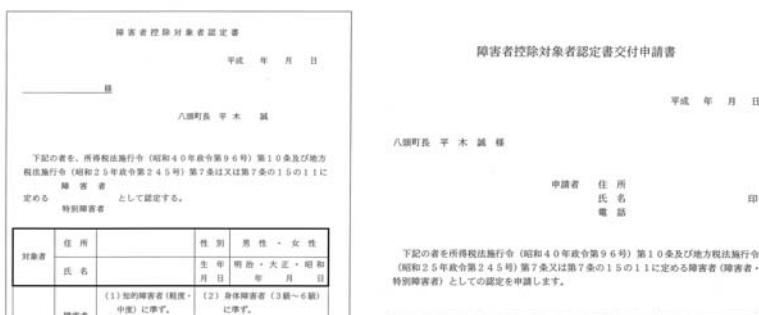 障害者控除対象者認定書
平成　年　月　日
様
八頭町長　平　木　誠
下記の者を、所得税法施行令（昭和４０年政令第９６号）第１０条及び地方
税法施行令（昭和２５年政令第２４５号）第７条は又は第７条の１５の１１に
障　害　者
定める　として認定する。
特別障害者
対象者
住　所
性　別
男　性　・　女　性
氏　名
生　年
月　日
明治　・　大正　・　昭和
年　月　日
（１）知的障害者（軽度・
中度）に準ず。
（２）身体障害者（３級～６級）
に準ず。
障害者
障害者控除対象者認定書交付申請書
平成　年　月　日
八頭町長　平　木　誠　様
申請者　住　所
氏　名　印
電　話
下記の者を所得税法施行令（昭和４０年政令第９６号）第１０条及び地方税法施行令
（昭和２５年政令第２４５号）第７条又は第７条の１５の１１に定める障害者（障害者・
特別障害者）としての認定を申請します。